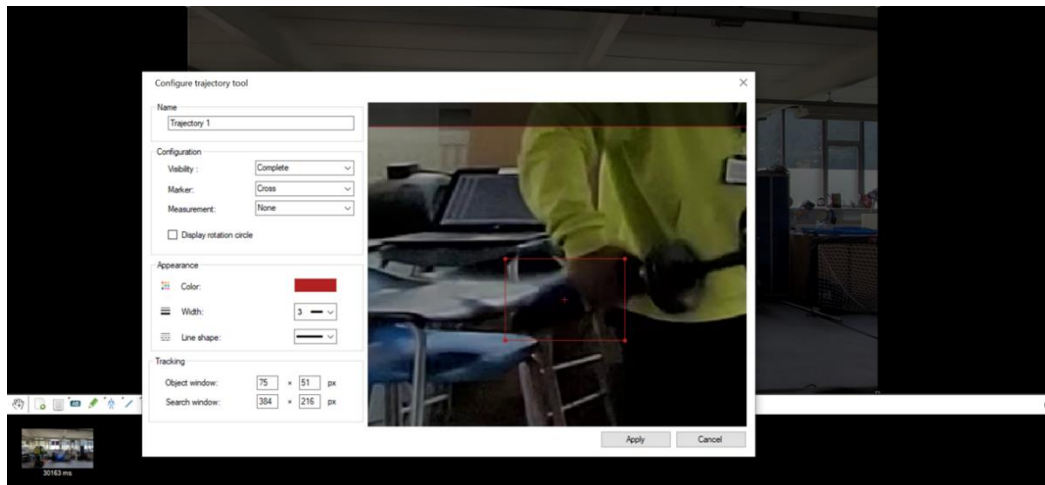 Configure trajectory tool
Name
Trajectory 1
Configuration
Visibility : Complete
Marker: Cross
Measurement: None
Display rotation circle
Appearance
Color:
Width: 3
Line shape:
Tracking
Object window: 75 × 51 px
Search window: 384 × 216 px
Apply Cancel
30163 ms